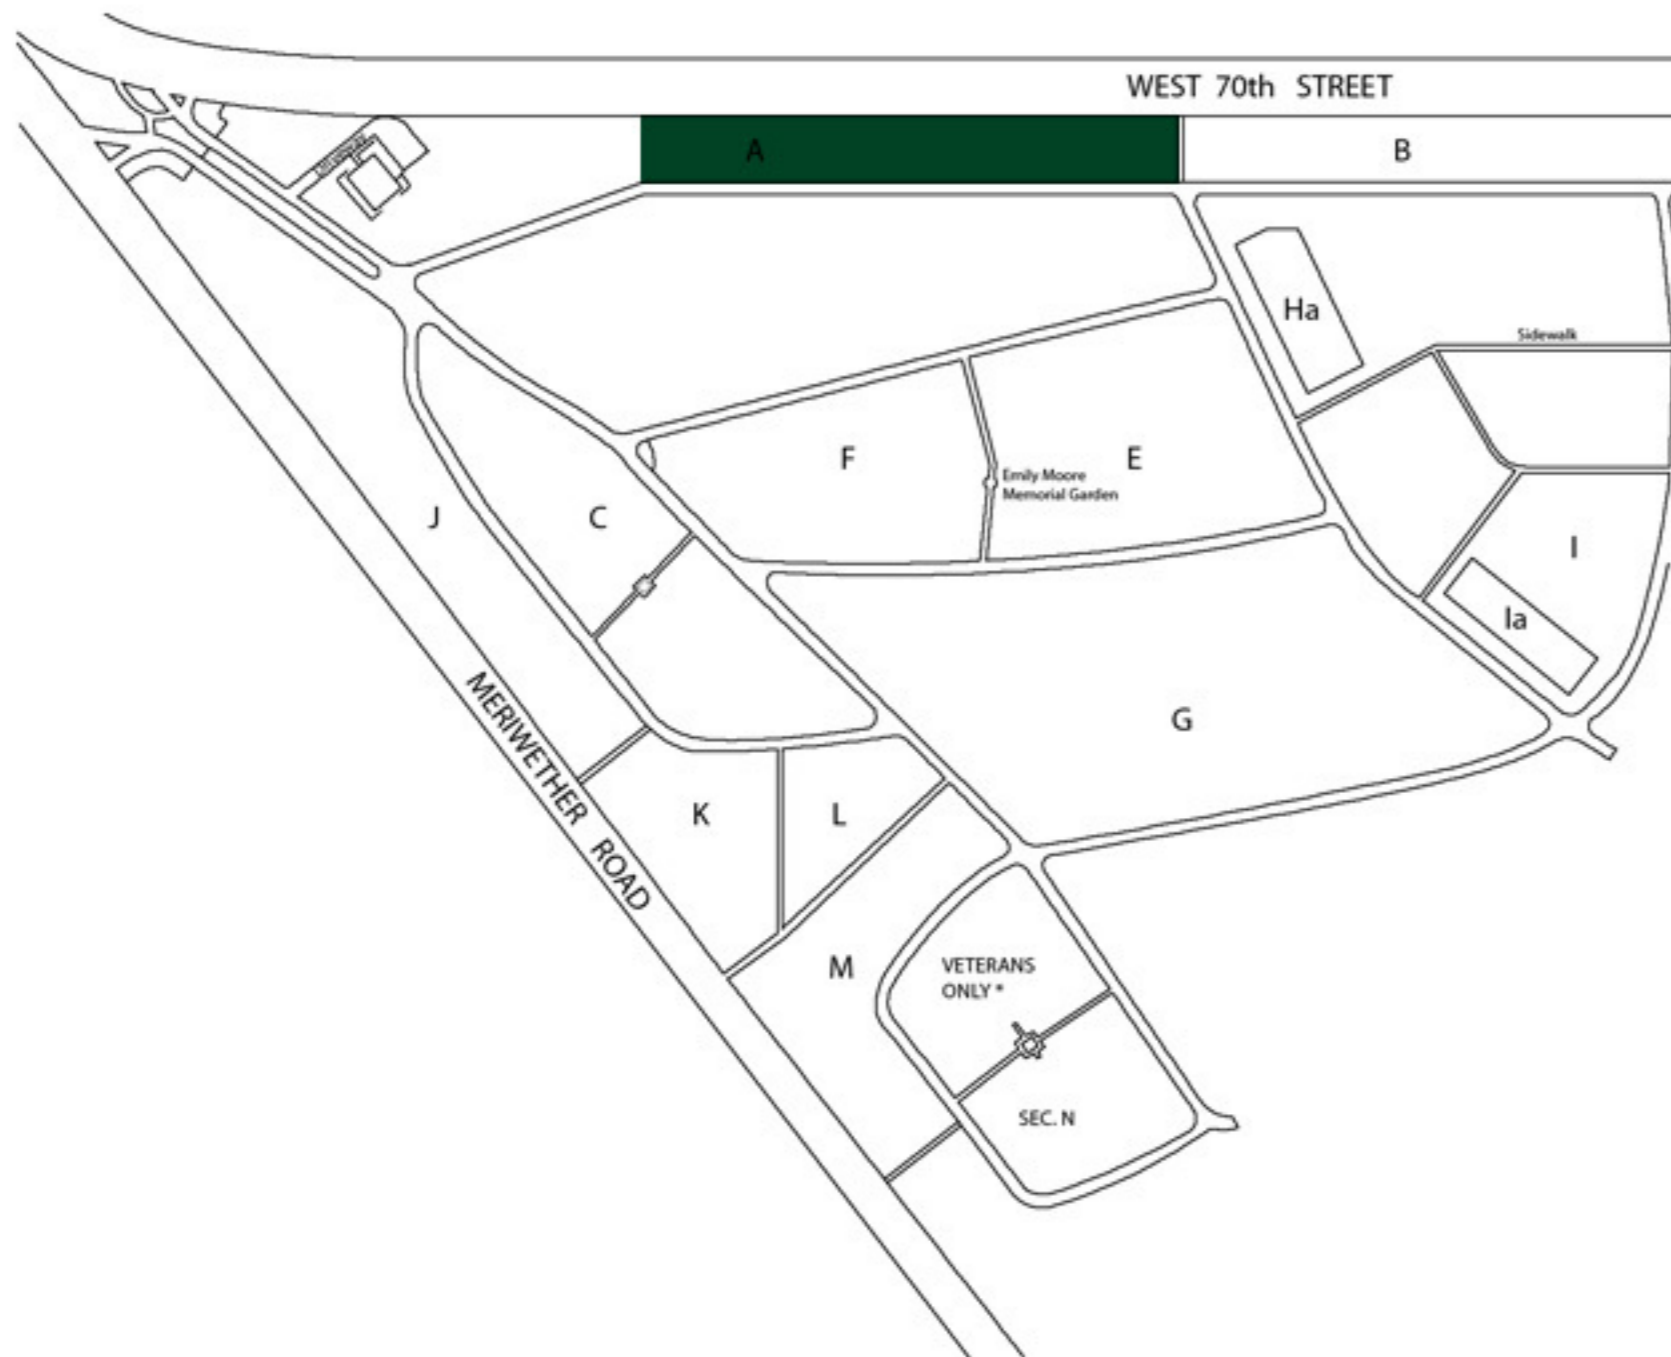 WEST 70th STREET
A
B
Ha
Sidewalk
F
E
Emily Moore
Memorial Garden
J
C
I
Ia
MERIWETHER ROAD
G
K
L
M
VETERANS
ONLY *
SEC. N